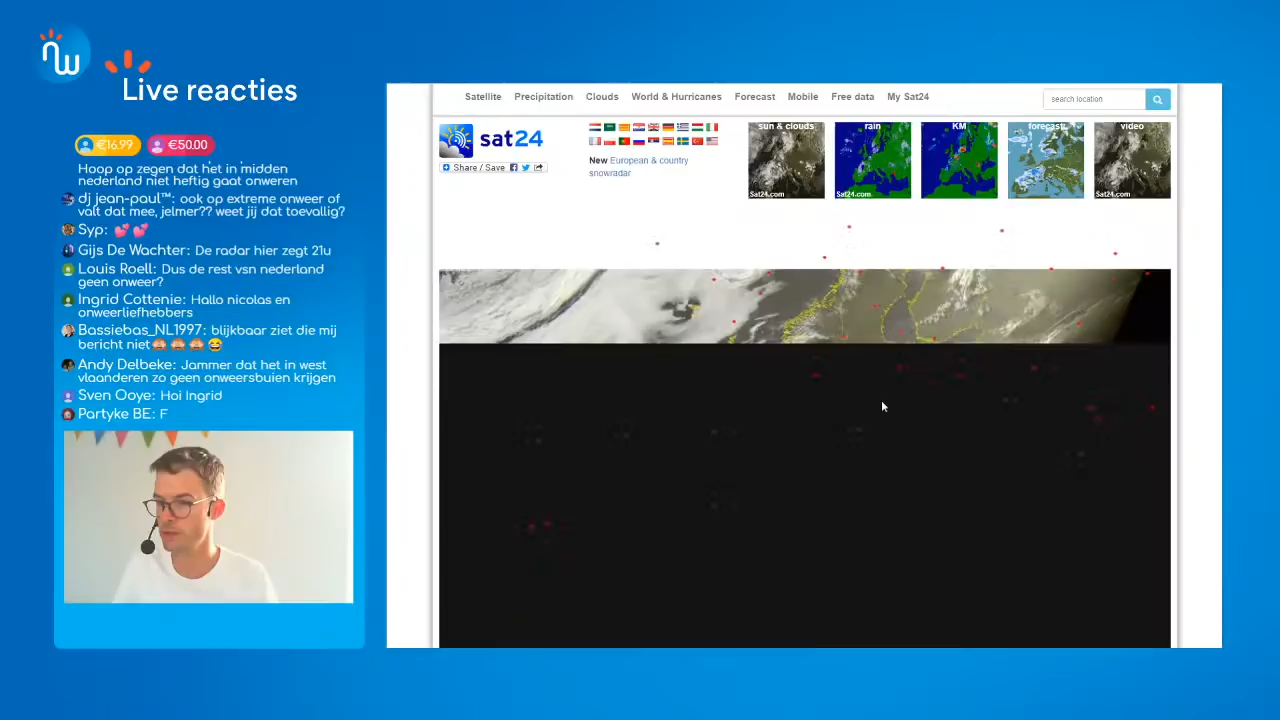 nw
Live reacties
€16.99 €50.00
Hoop op zegen dat het in midden
nederland niet heftig gaat onweren
dj jean-paul™: ook op extreme onweer of
valt dat mee, jelmer?? weet jij dat toevallig?
Syp: 💕💕
Gijs De Wachter: De radar hier zegt 21u
Louis Roell: Dus de rest vsn nederland
geen onweer?
Ingrid Cottenie: Hallo nicolas en
onweerliefhebbers
Bassiebas_NL1997: blijkbaar ziet die mij
bericht niet🙈🙈🙈😂
Andy Delbeke: Jammer dat het in west
vlaanderen zo geen onweersbuien krijgen
Sven Ooye: Hoi Ingrid
Partyke BE: F
Satellite Precipitation Clouds World & Hurricanes Forecast Mobile Free data My Sat24
search location
sat24
Share / Save
New European & country
snowradar
sun & clouds rain KM forecast video
Sat24.com Sat24.com Sat24.com